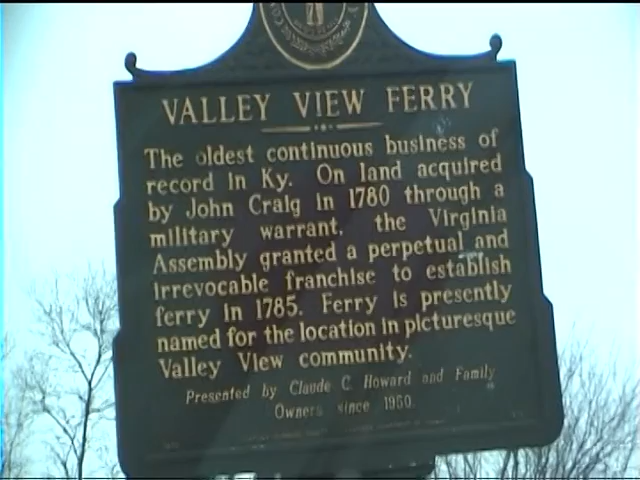 VALLEY VIEW FERRY
The oldest continuous business of
record in Ky. On land acquired
by John Craig in 1780 through a
military warrant, the Virginia
Assembly granted a perpetual and
irrevocable franchise to establish
ferry in 1785. Ferry is presently
named for the location in picturesque
Valley View community.
Presented by Claude C. Howard and Family
Owners since 1950.